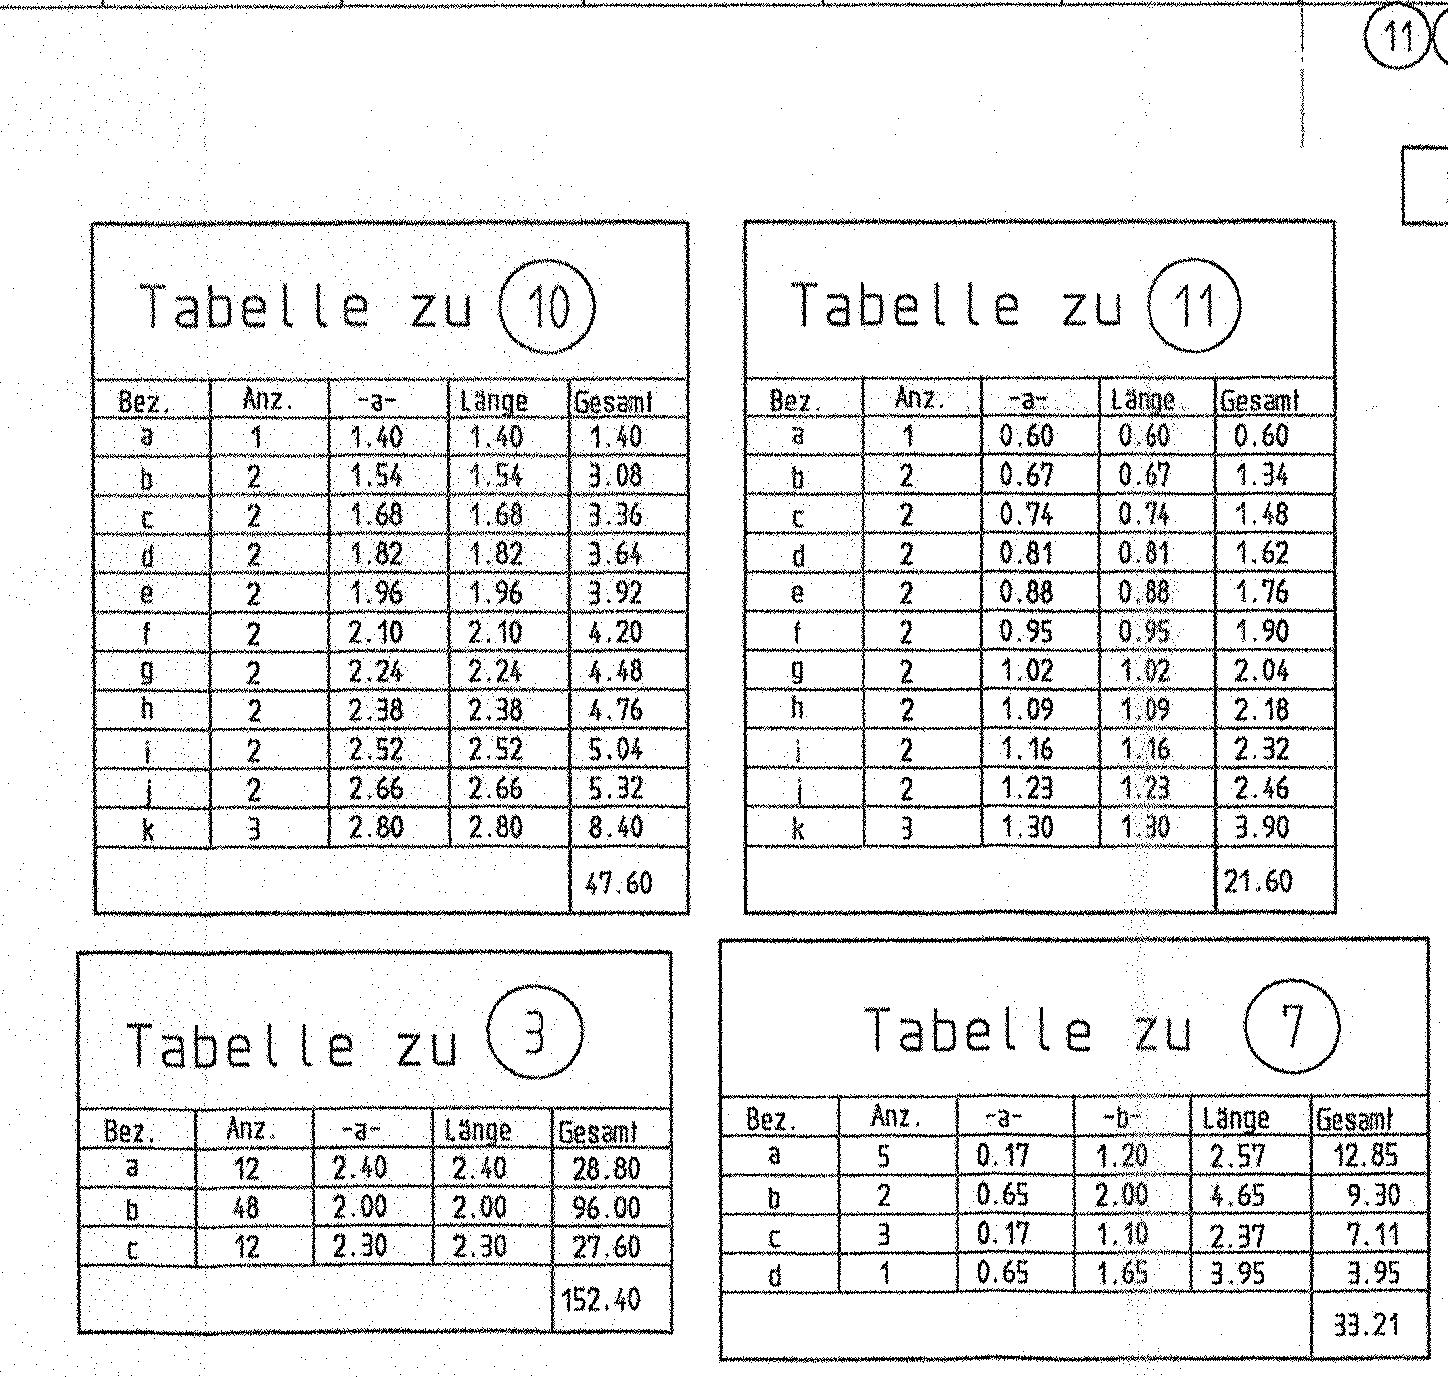 11
Tabelle zu 10
Bez. Anz. -a- Länge Gesamt
a 1 1.40 1.40 1.40
b 2 1.54 1.54 3.08
c 2 1.68 1.68 3.36
d 2 1.82 1.82 3.64
e 2 1.96 1.96 3.92
f 2 2.10 2.10 4.20
g 2 2.24 2.24 4.48
h 2 2.38 2.38 4.76
i 2 2.52 2.52 5.04
j 2 2.66 2.66 5.32
k 3 2.80 2.80 8.40
47.60
Tabelle zu 11
Bez. Anz. -a- Länge Gesamt
a 1 0.60 0.60 0.60
b 2 0.67 0.67 1.34
c 2 0.74 0.74 1.48
d 2 0.81 0.81 1.62
e 2 0.88 0.88 1.76
f 2 0.95 0.95 1.90
g 2 1.02 1.02 2.04
h 2 1.09 1.09 2.18
i 2 1.16 1.16 2.32
j 2 1.23 1.23 2.46
k 3 1.30 1.30 3.90
21.60
Tabelle zu 3
Bez. Anz. -a- Länge Gesamt
a 12 2.40 2.40 28.80
b 48 2.00 2.00 96.00
c 12 2.30 2.30 27.60
152.40
Tabelle zu 7
Bez. Anz. -a- -b- Länge Gesamt
a 5 0.17 1.20 2.57 12.85
b 2 0.65 2.00 4.65 9.30
c 3 0.17 1.10 2.37 7.11
d 1 0.65 1.65 3.95 3.95
33.21